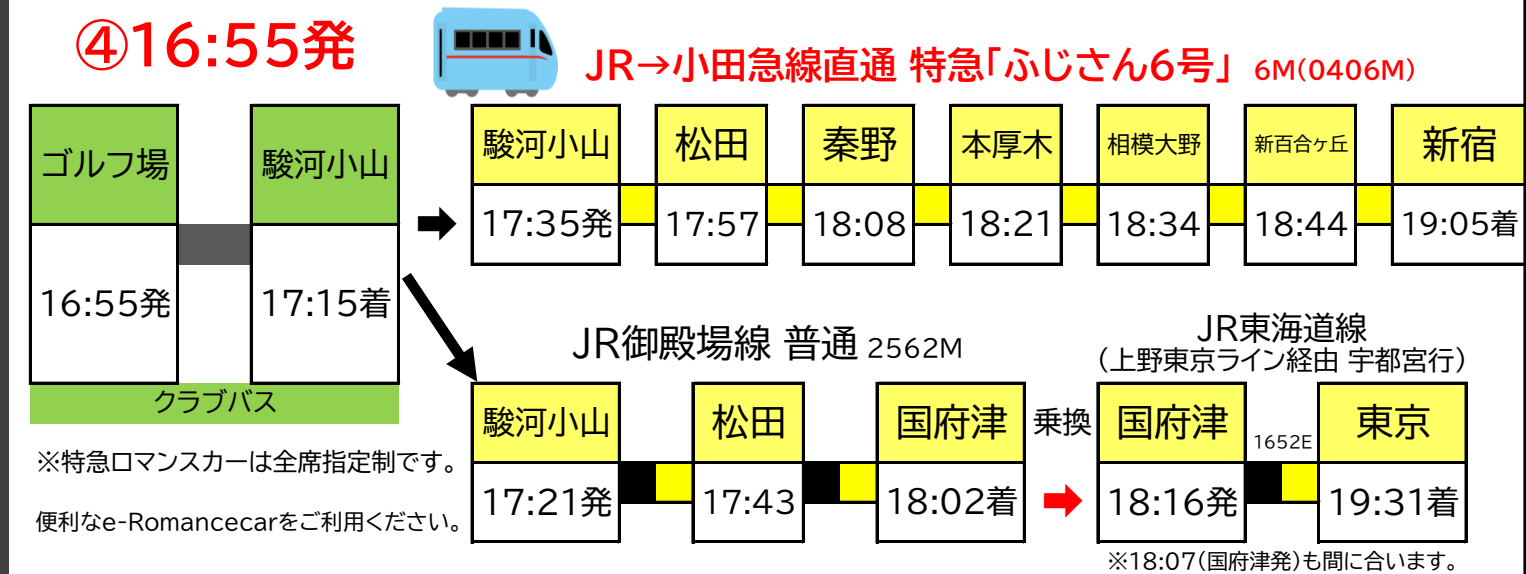 ④16:55発
JR→小田急線直通 特急「ふじさん6号」 6M(0406M)
ゴルフ場 駿河小山
16:55発 17:15着
クラブバス
駿河小山 松田 秦野 本厚木 相模大野 新百合ヶ丘 新宿
17:35発 17:57 18:08 18:21 18:34 18:44 19:05着
※特急ロマンスカーは全席指定制です。
便利なe-Romancecarをご利用ください。
JR御殿場線 普通 2562M
駿河小山 松田 国府津
17:21発 17:43 18:02着
乗換
JR東海道線
（上野東京ライン経由 宇都宮行）
国府津 1652E 東京
18:16発 19:31着
※18:07(国府津発)も間に合います。